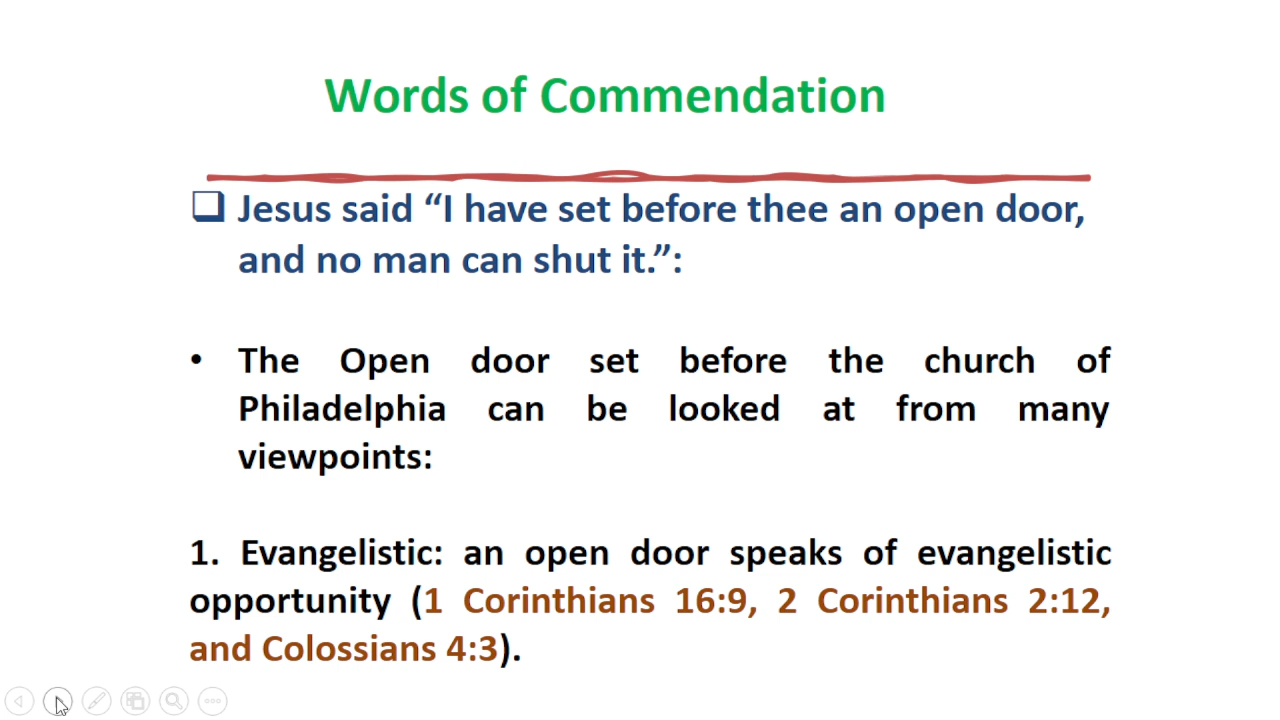 Words of Commendation
❑ Jesus said “I have set before thee an open door,
and no man can shut it.”:
• The Open door set before the church of
Philadelphia can be looked at from many
viewpoints:
1. Evangelistic: an open door speaks of evangelistic
opportunity (1 Corinthians 16:9, 2 Corinthians 2:12,
and Colossians 4:3).